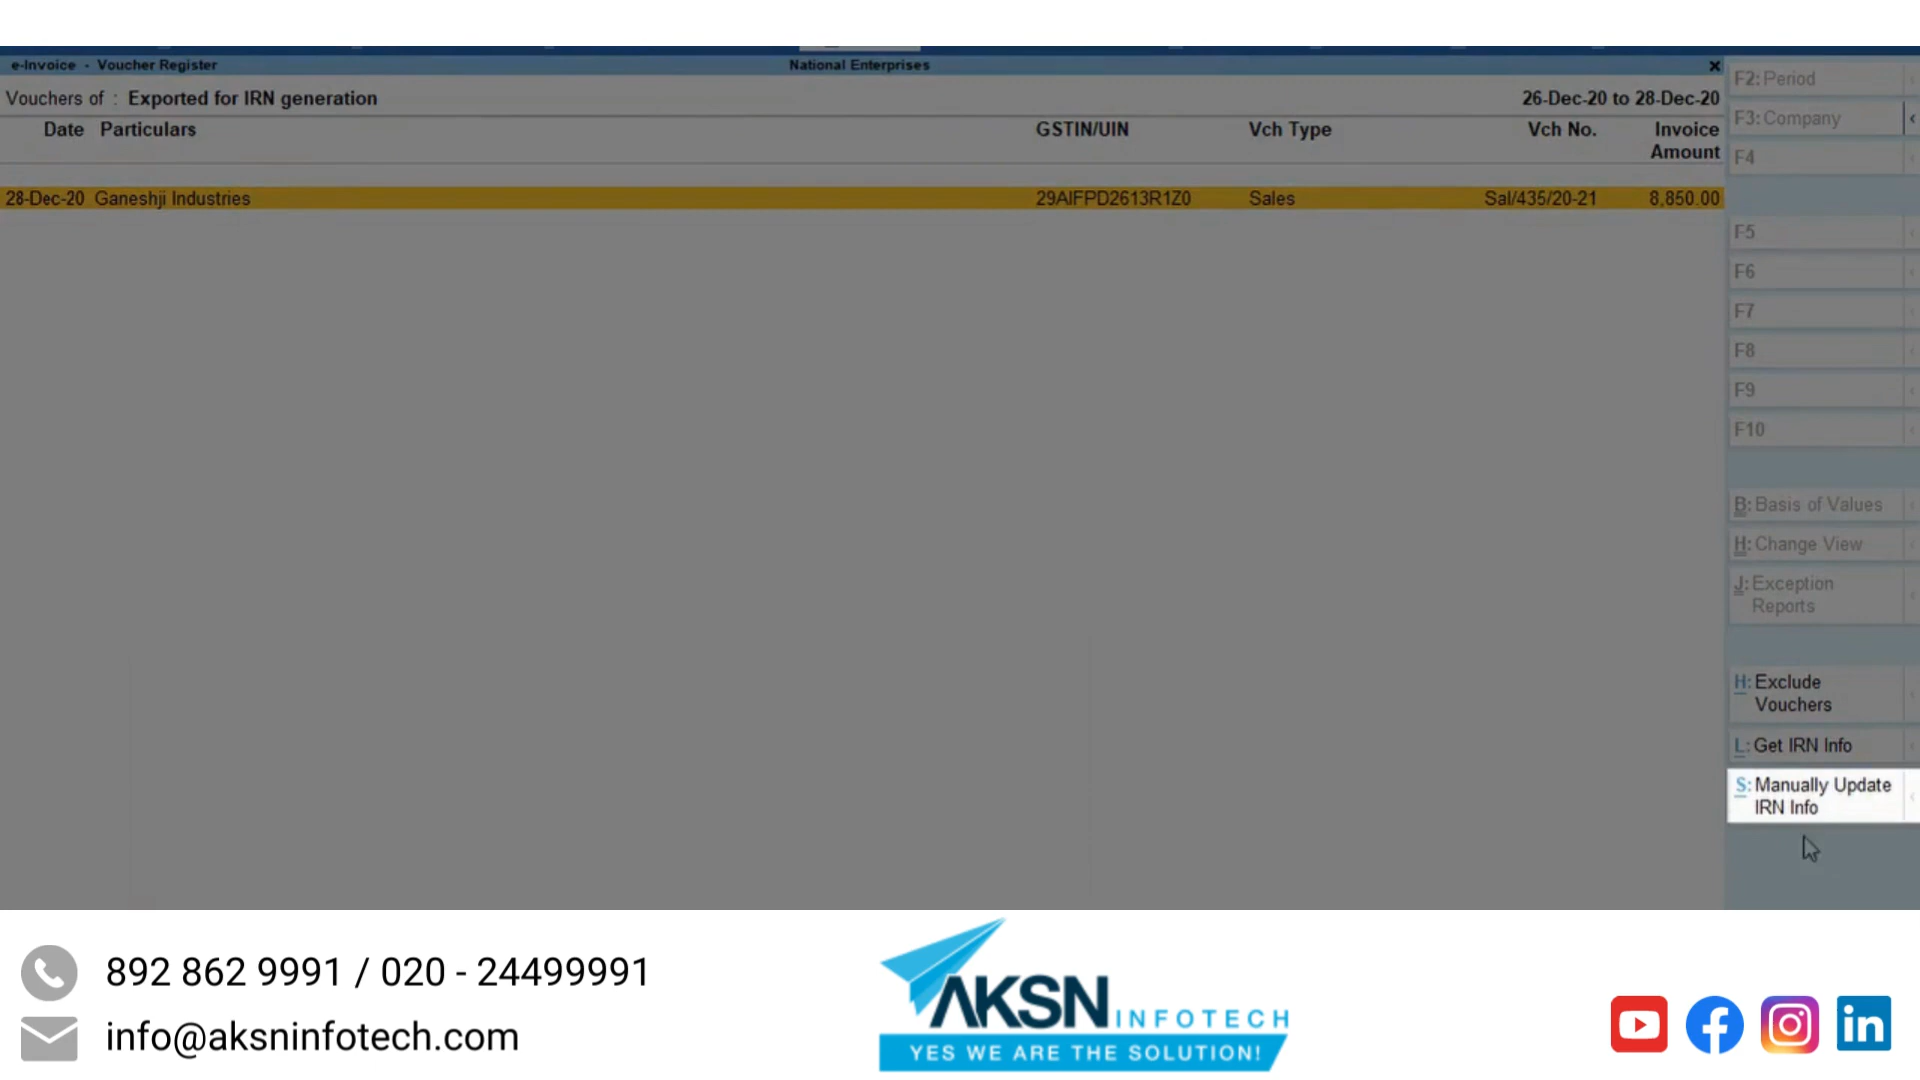 e-Invoice - Voucher Register National Enterprises x
Vouchers of : Exported for IRN generation 26-Dec-20 to 28-Dec-20
Date Particulars GSTIN/UIN Vch Type Vch No. Invoice
Amount
28-Dec-20 Ganeshji Industries 29AIFPD2613R1Z0 Sales Sal/435/20-21 8,850.00
F2: Period
F3: Company
F4
F5
F6
F7
F8
F9
F10
B: Basis of Values
H: Change View
J: Exception
Reports
H: Exclude
Vouchers
L: Get IRN Info
S: Manually Update
IRN Info
892 862 9991 / 020 - 24499991
info@aksninfotech.com
AKSN INFOTECH
YES WE ARE THE SOLUTION!
in